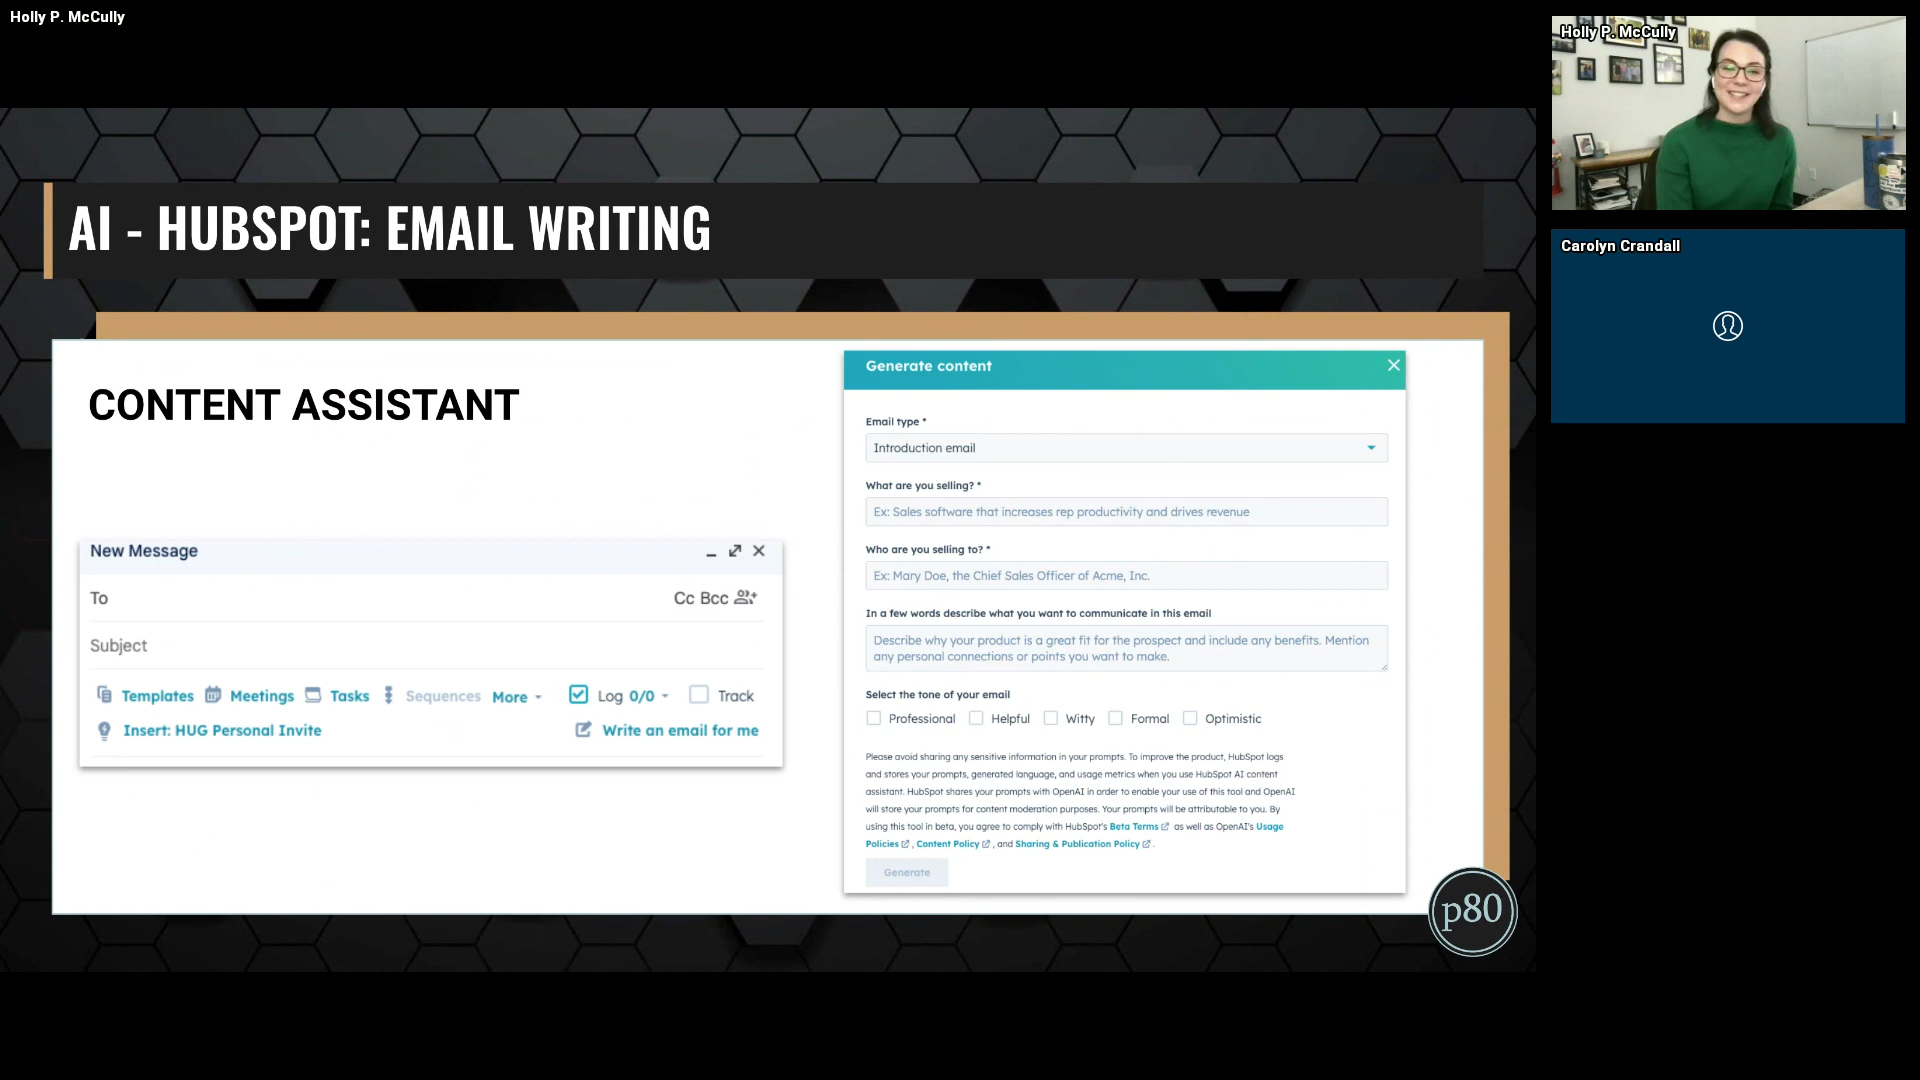 Holly P. McCully
Holly P. McCully
Carolyn Crandall
AI - HUBSPOT: EMAIL WRITING
CONTENT ASSISTANT
New Message
To
Cc Bcc
Subject
Templates Meetings Tasks Sequences More Log 0/0 Track
Insert: HUG Personal Invite Write an email for me
Generate content
Email type *
Introduction email
What are you selling? *
Ex: Sales software that increases rep productivity and drives revenue
Who are you selling to? *
Ex: Mary Doe, the Chief Sales Officer of Acme, Inc.
In a few words describe what you want to communicate in this email
Describe why your product is a great fit for the prospect and include any benefits. Mention
any personal connections or points you want to make.
Select the tone of your email
Professional Helpful Witty Formal Optimistic
Please avoid sharing any sensitive information in your prompts. To improve the product, HubSpot logs
and stores your prompts, generated language, and usage metrics when you use HubSpot AI content
assistant. HubSpot shares your prompts with OpenAI in order to enable your use of this tool and OpenAI
will store your prompts for content moderation purposes. Your prompts will be attributable to you. By
using this tool in beta, you agree to comply with HubSpot's Beta Terms as well as OpenAI's Usage
Policies , Content Policy , and Sharing & Publication Policy .
Generate
p80